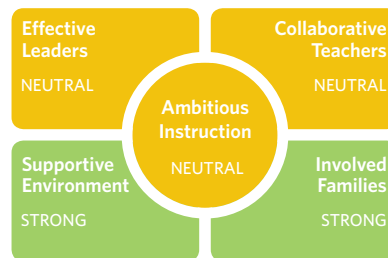 Effective
Leaders
NEUTRAL
Collaborative
Teachers
NEUTRAL
Ambitious
Instruction
NEUTRAL
Supportive
Environment
STRONG
Involved
Families
STRONG